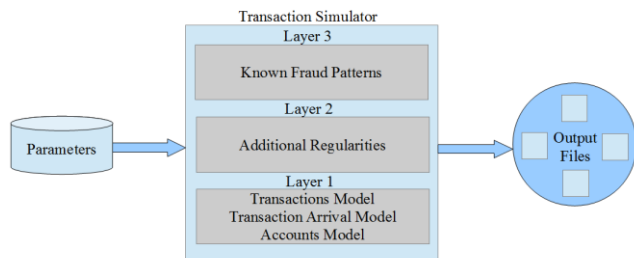 Transaction Simulator
Layer 3
Known Fraud Patterns
Layer 2
Parameters
Additional Regularities
Output
Files
Layer 1
Transactions Model
Transaction Arrival Model
Accounts Model